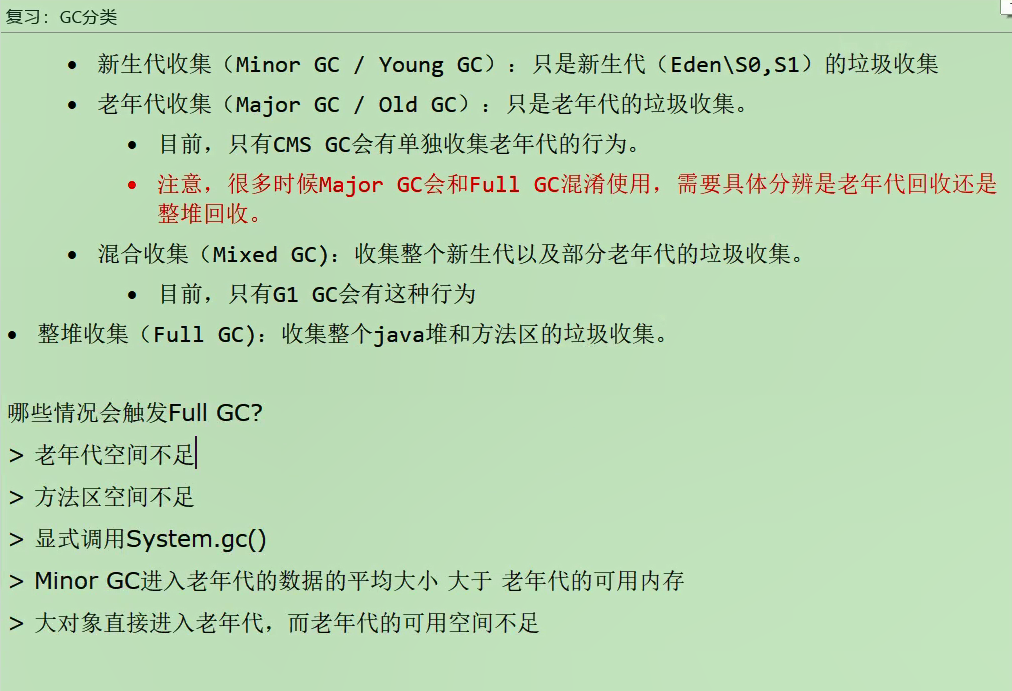 复习：GC分类
• 新生代收集（Minor GC / Young GC）：只是新生代（Eden\S0,S1）的垃圾收集
• 老年代收集（Major GC / Old GC）：只是老年代的垃圾收集。
• 目前，只有CMS GC会有单独收集老年代的行为。
• 注意，很多时候Major GC会和Full GC混淆使用，需要具体分辨是老年代回收还是
整堆回收。
• 混合收集（Mixed GC)：收集整个新生代以及部分老年代的垃圾收集。
• 目前，只有G1 GC会有这种行为
• 整堆收集（Full GC)：收集整个java堆和方法区的垃圾收集。
哪些情况会触发Full GC?
> 老年代空间不足
> 方法区空间不足
> 显式调用System.gc()
> Minor GC进入老年代的数据的平均大小 大于 老年代的可用内存
> 大对象直接进入老年代，而老年代的可用空间不足